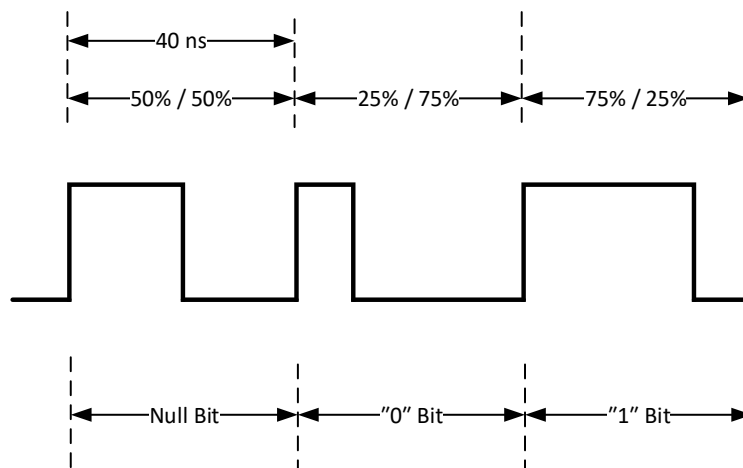 40 ns
50% / 50%
25% / 75%
75% / 25%
Null Bit
”0” Bit
”1” Bit